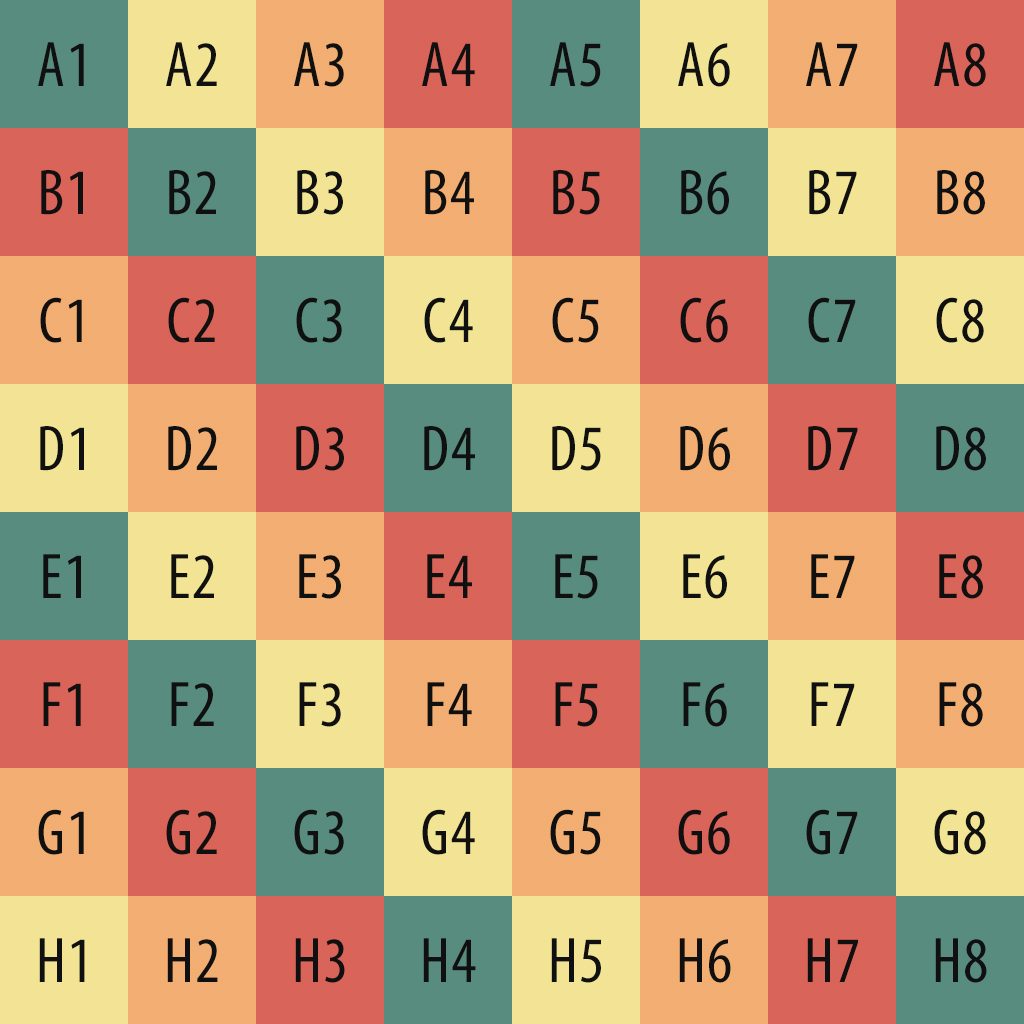 A1 A2 A3 A4 A5 A6 A7 A8
B1 B2 B3 B4 B5 B6 B7 B8
C1 C2 C3 C4 C5 C6 C7 C8
D1 D2 D3 D4 D5 D6 D7 D8
E1 E2 E3 E4 E5 E6 E7 E8
F1 F2 F3 F4 F5 F6 F7 F8
G1 G2 G3 G4 G5 G6 G7 G8
H1 H2 H3 H4 H5 H6 H7 H8